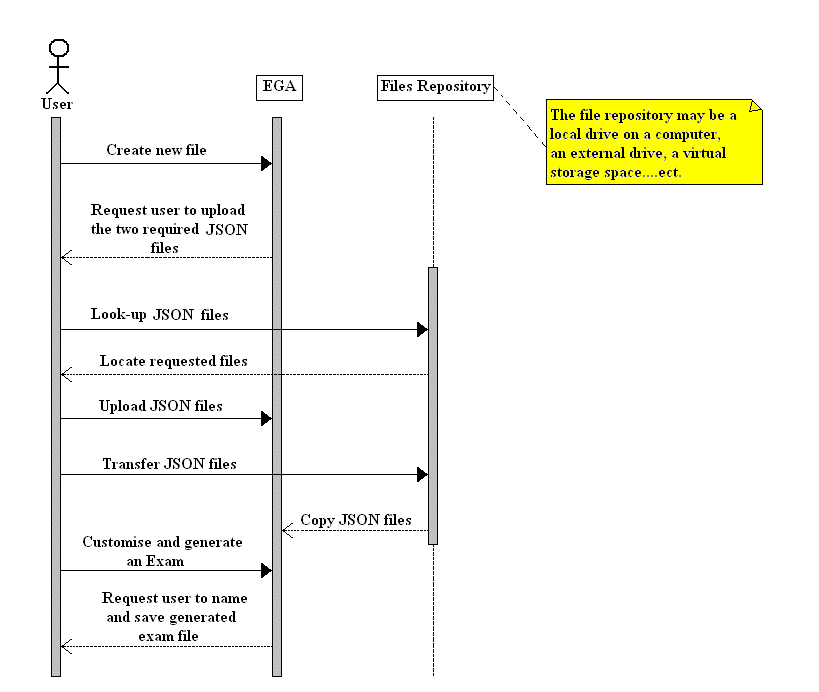 User
EGA
Files Repository
The file repository may be a
local drive on a computer,
an external drive, a virtual
storage space....ect.
Create new file
Request user to upload
the two required JSON
files
Look-up JSON files
Locate requested files
Upload JSON files
Transfer JSON files
Copy JSON files
Customise and generate
an Exam
Request user to name
and save generated
exam file